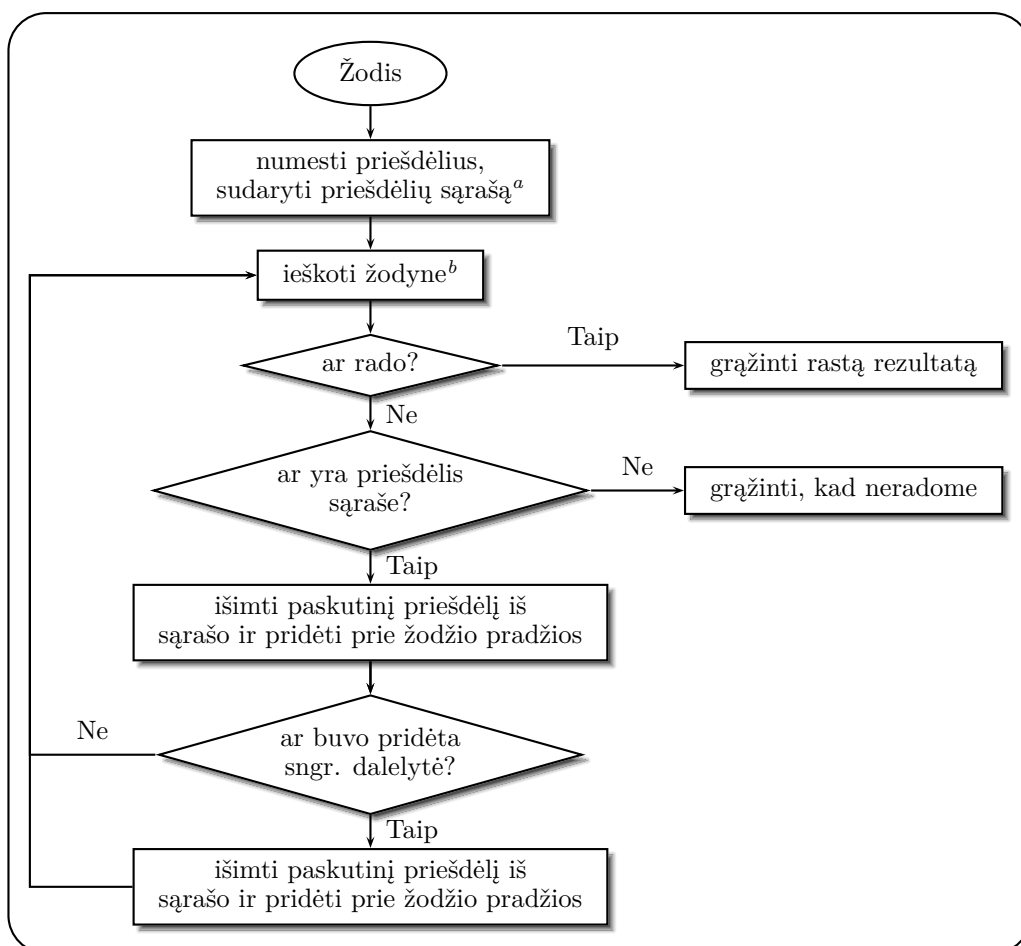 Žodis
numesti priešdėlius,
sudaryti priešdėlių sąrašą^a
ieškoti žodyne^b
ar rado?
Taip
grąžinti rastą rezultatą
Ne
ar yra priešdėlis
sąraše?
Ne
grąžinti, kad neradome
Taip
išimti paskutinį priešdėlį iš
sąrašo ir pridėti prie žodžio pradžios
ar buvo pridėta
sngr. dalelytė?
Ne
Taip
išimti paskutinį priešdėlį iš
sąrašo ir pridėti prie žodžio pradžios